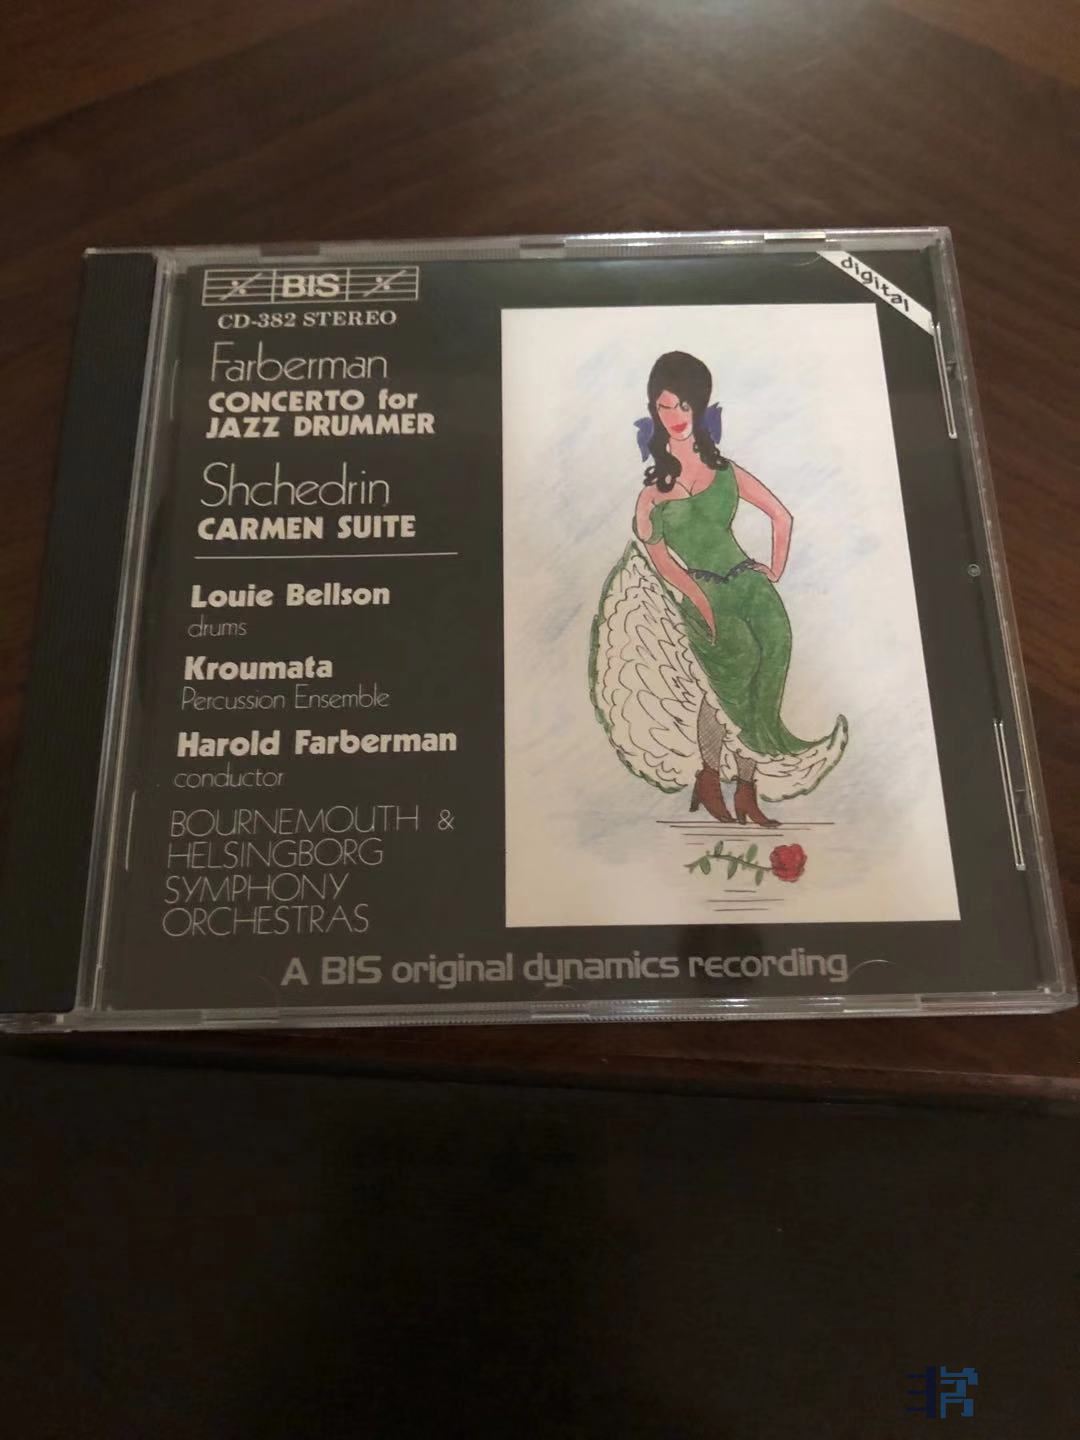 BIS
CD-382 STEREO
digital
Farberman
CONCERTO for
JAZZ DRUMMER
Shchedrin
CARMEN SUITE
Louie Bellson
drums
Kroumata
Percussion Ensemble
Harold Farberman
conductor
BOURNEMOUTH &
HELSINGBORG
SYMPHONY
ORCHESTRAS
A BIS original dynamics recording